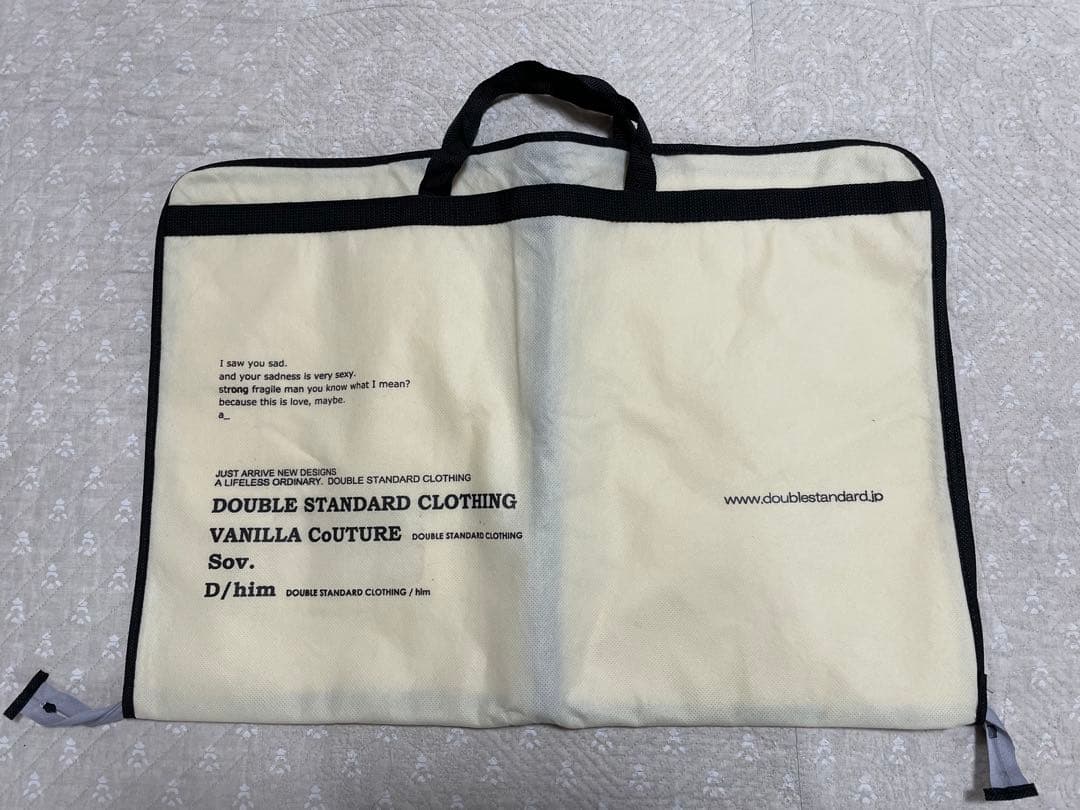 I saw you sad.
and your sadness is very sexy.
strong fragile man you know what I mean?
because this is love, maybe.
a_
JUST ARRIVE NEW DESIGNS
A LIFELESS ORDINARY. DOUBLE STANDARD CLOTHING
DOUBLE STANDARD CLOTHING
VANILLA CoUTURE DOUBLE STANDARD CLOTHING
Sov.
D/him DOUBLE STANDARD CLOTHING / him
www.doublestandard.jp